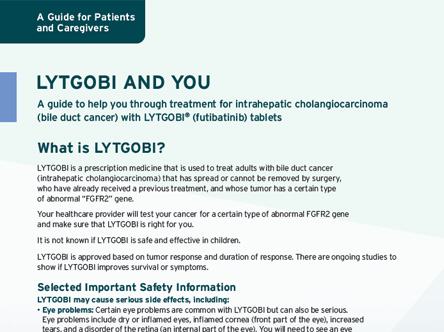 A Guide for Patients
and Caregivers
LYTGOBI AND YOU
A guide to help you through treatment for intrahepatic cholangiocarcinoma
(bile duct cancer) with LYTGOBI® (futibatinib) tablets
What is LYTGOBI?
LYTGOBI is a prescription medicine that is used to treat adults with bile duct cancer
(intrahepatic cholangiocarcinoma) that has spread or cannot be removed by surgery,
who have already received a previous treatment, and whose tumor has a certain type
of abnormal "FGFR2" gene.
Your healthcare provider will test your cancer for a certain type of abnormal FGFR2 gene
and make sure that LYTGOBI is right for you.
It is not known if LYTGOBI is safe and effective in children.
LYTGOBI is approved based on tumor response and duration of response. There are ongoing studies to
show if LYTGOBI improves survival or symptoms.
Selected Important Safety Information
LYTGOBI may cause serious side effects, including:
• Eye problems: Certain eye problems are common with LYTGOBI but can also be serious.
Eye problems include dry or inflamed eyes, inflamed cornea (front part of the eye), increased
tears, and a disorder of the retina (an internal part of the eye). You will need to see an eye